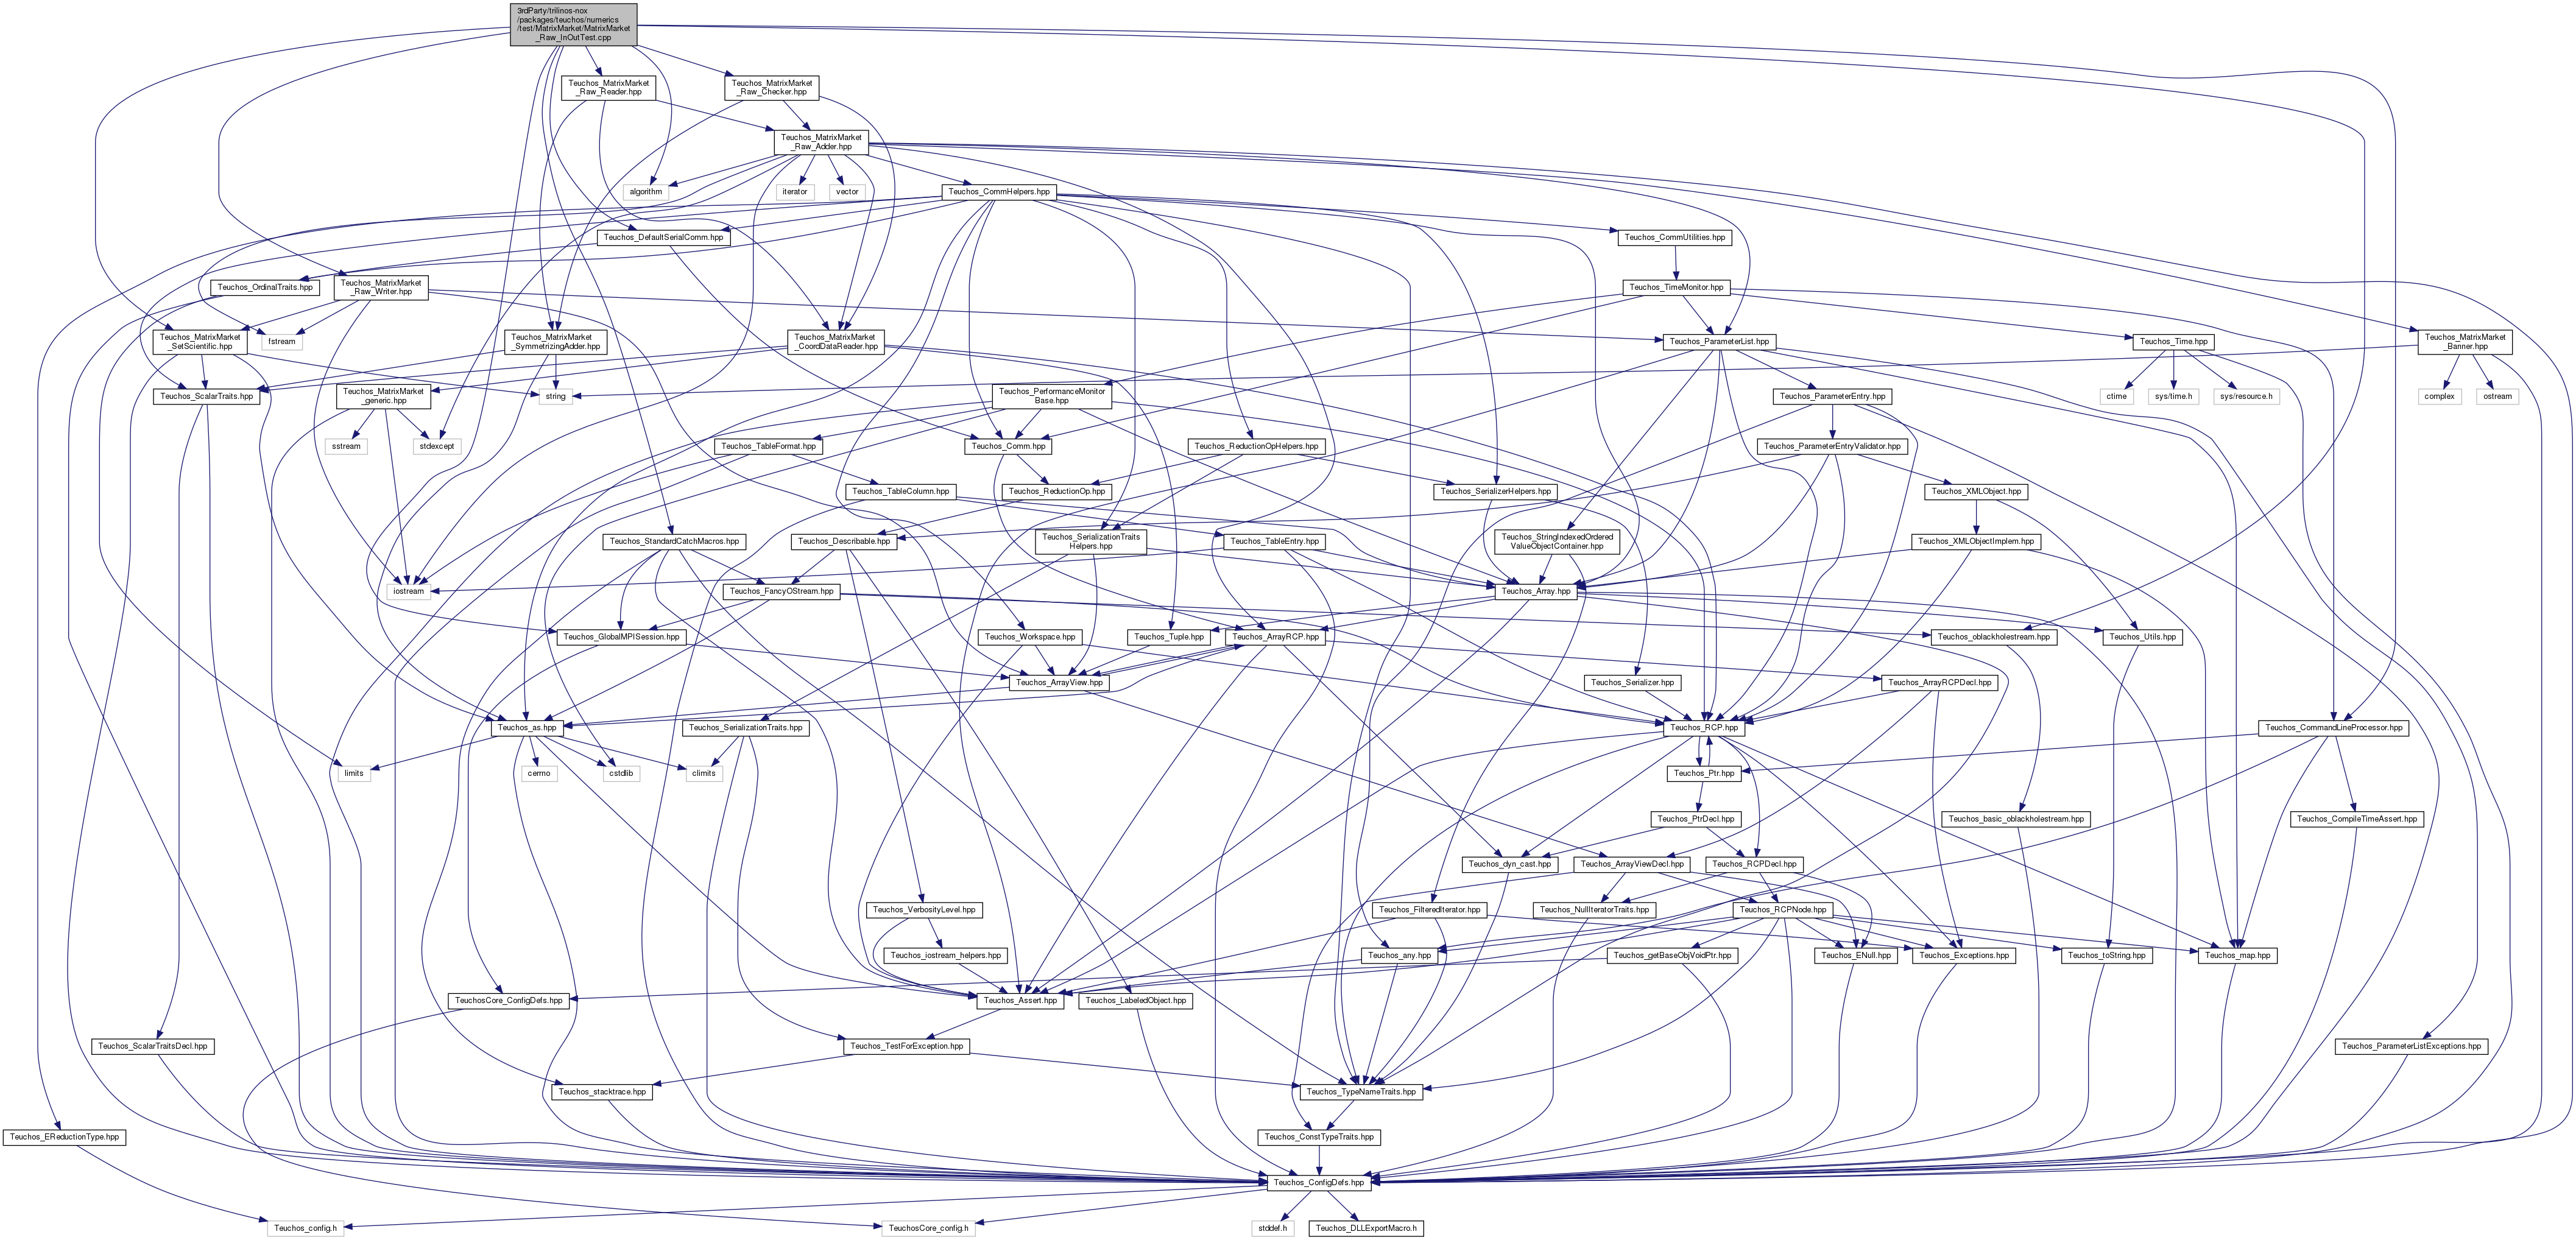 3rdParty/trilinos-nox
/packages/teuchos/numerics
/test/MatrixMarket/MatrixMarket
_Raw_InOutTest.cpp
Teuchos_MatrixMarket
_Raw_Reader.hpp
Teuchos_MatrixMarket
_Raw_Checker.hpp
Teuchos_MatrixMarket
_Raw_Adder.hpp
algorithm
iterator
vector
Teuchos_CommHelpers.hpp
Teuchos_DefaultSerialComm.hpp
Teuchos_CommUtilities.hpp
Teuchos_OrdinalTraits.hpp
Teuchos_MatrixMarket
_Raw_Writer.hpp
Teuchos_TimeMonitor.hpp
Teuchos_MatrixMarket
_SetScientific.hpp
fstream
Teuchos_MatrixMarket
_SymmetrizingAdder.hpp
Teuchos_MatrixMarket
_CoordDataReader.hpp
Teuchos_ParameterList.hpp
Teuchos_Time.hpp
Teuchos_MatrixMarket
_Banner.hpp
Teuchos_ScalarTraits.hpp
Teuchos_MatrixMarket
_generic.hpp
string
Teuchos_PerformanceMonitor
Base.hpp
Teuchos_ParameterEntry.hpp
ctime
sys/time.h
sys/resource.h
complex
ostream
sstream
stdexcept
Teuchos_TableFormat.hpp
Teuchos_Comm.hpp
Teuchos_ReductionOpHelpers.hpp
Teuchos_ParameterEntryValidator.hpp
Teuchos_TableColumn.hpp
Teuchos_ReductionOp.hpp
Teuchos_SerializerHelpers.hpp
Teuchos_XMLObject.hpp
Teuchos_StandardCatchMacros.hpp
Teuchos_Describable.hpp
Teuchos_SerializationTraits
Helpers.hpp
Teuchos_TableEntry.hpp
Teuchos_StringIndexedOrdered
ValueObjectContainer.hpp
Teuchos_XMLObjectImplem.hpp
iostream
Teuchos_FancyOStream.hpp
Teuchos_Array.hpp
Teuchos_GlobalMPISession.hpp
Teuchos_Workspace.hpp
Teuchos_Tuple.hpp
Teuchos_ArrayRCP.hpp
Teuchos_oblackholestream.hpp
Teuchos_Utils.hpp
Teuchos_ArrayView.hpp
Teuchos_Serializer.hpp
Teuchos_ArrayRCPDecl.hpp
Teuchos_as.hpp
Teuchos_SerializationTraits.hpp
Teuchos_RCP.hpp
Teuchos_CommandLineProcessor.hpp
limits
cerrno
cstdlib
climits
Teuchos_Ptr.hpp
Teuchos_PtrDecl.hpp
Teuchos_basic_oblackholestream.hpp
Teuchos_CompileTimeAssert.hpp
Teuchos_dyn_cast.hpp
Teuchos_ArrayViewDecl.hpp
Teuchos_RCPDecl.hpp
Teuchos_VerbosityLevel.hpp
Teuchos_FilteredIterator.hpp
Teuchos_NullIteratorTraits.hpp
Teuchos_RCPNode.hpp
Teuchos_iostream_helpers.hpp
Teuchos_any.hpp
Teuchos_getBaseObjVoidPtr.hpp
Teuchos_ENull.hpp
Teuchos_Exceptions.hpp
Teuchos_toString.hpp
Teuchos_map.hpp
TeuchosCore_ConfigDefs.hpp
Teuchos_Assert.hpp
Teuchos_LabeledObject.hpp
Teuchos_ScalarTraitsDecl.hpp
Teuchos_TestForException.hpp
Teuchos_ParameterListExceptions.hpp
Teuchos_stacktrace.hpp
Teuchos_TypeNameTraits.hpp
Teuchos_EReductionType.hpp
Teuchos_ConstTypeTraits.hpp
Teuchos_ConfigDefs.hpp
Teuchos_config.h
TeuchosCore_config.h
stddef.h
Teuchos_DLLExportMacro.h